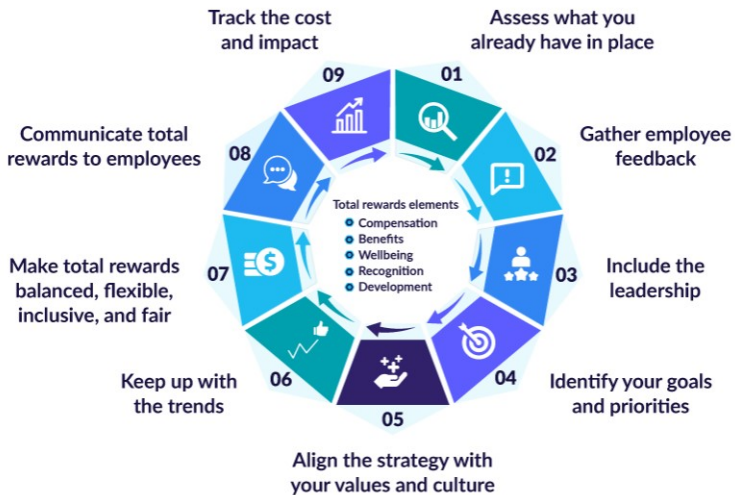 01
Assess what you
already have in place
02
Gather employee
feedback
03
Include the
leadership
04
Identify your goals
and priorities
05
Align the strategy with
your values and culture
06
Keep up with
the trends
07
Make total rewards
balanced, flexible,
inclusive, and fair
08
Communicate total
rewards to employees
09
Track the cost
and impact
Total rewards elements
Compensation
Benefits
Wellbeing
Recognition
Development